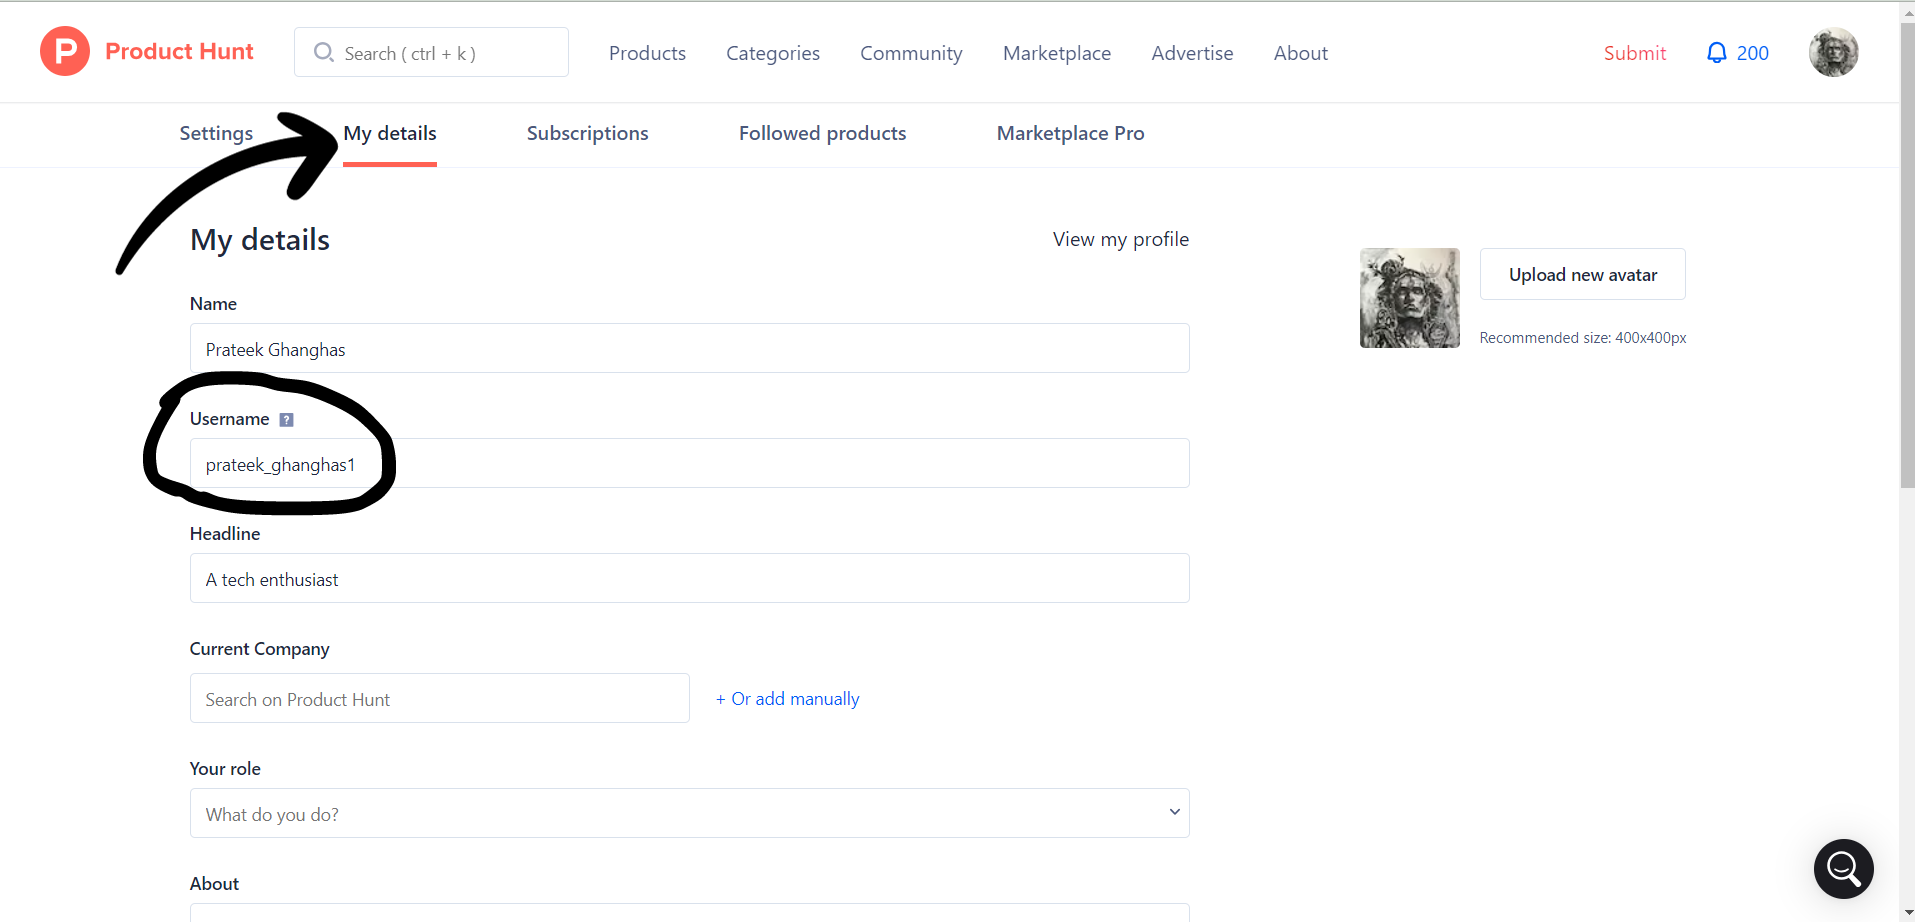 P Product Hunt Search ( ctrl + k ) Products Categories Community Marketplace Advertise About Submit 200
Settings My details Subscriptions Followed products Marketplace Pro
My details View my profile
Name
Prateek Ghanghas
Upload new avatar
Recommended size: 400x400px
Username ?
prateek_ghanghas1
Headline
A tech enthusiast
Current Company
Search on Product Hunt + Or add manually
Your role
What do you do?
About